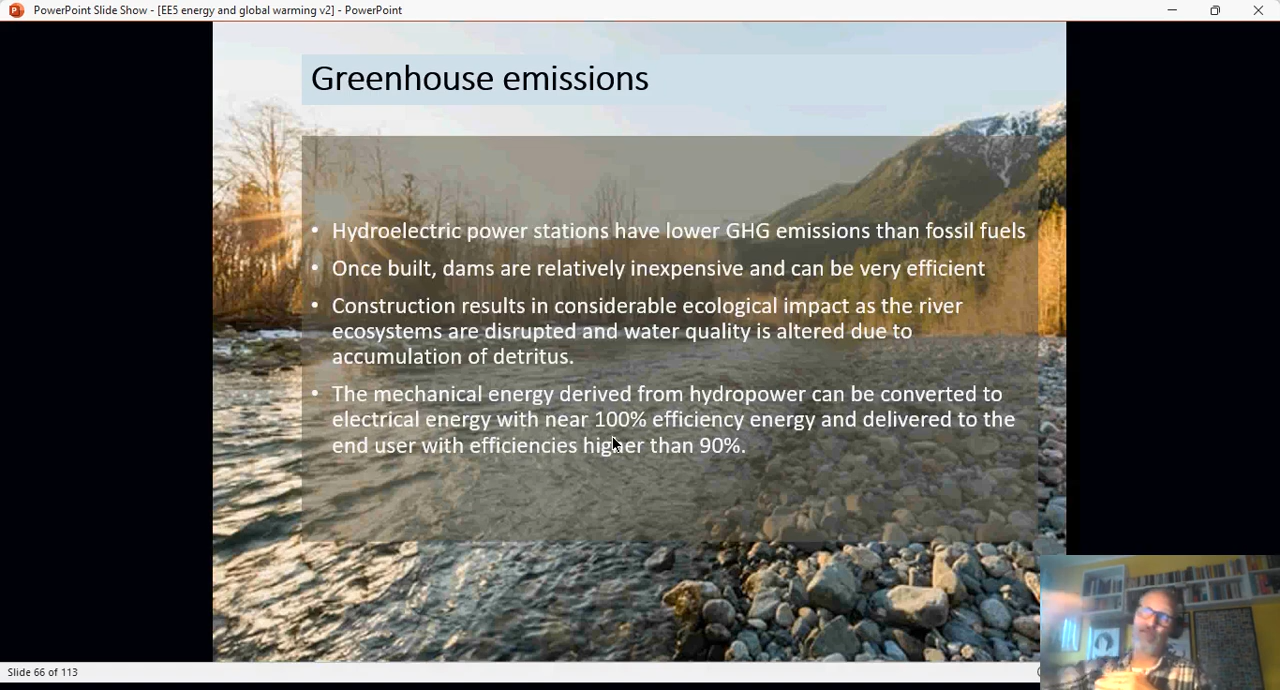 PowerPoint Slide Show - [EE5 energy and global warming v2] - PowerPoint
Greenhouse emissions
• Hydroelectric power stations have lower GHG emissions than fossil fuels
• Once built, dams are relatively inexpensive and can be very efficient
• Construction results in considerable ecological impact as the river
ecosystems are disrupted and water quality is altered due to
accumulation of detritus.
• The mechanical energy derived from hydropower can be converted to
electrical energy with near 100% efficiency energy and delivered to the
end user with efficiencies higher than 90%.
Slide 66 of 113